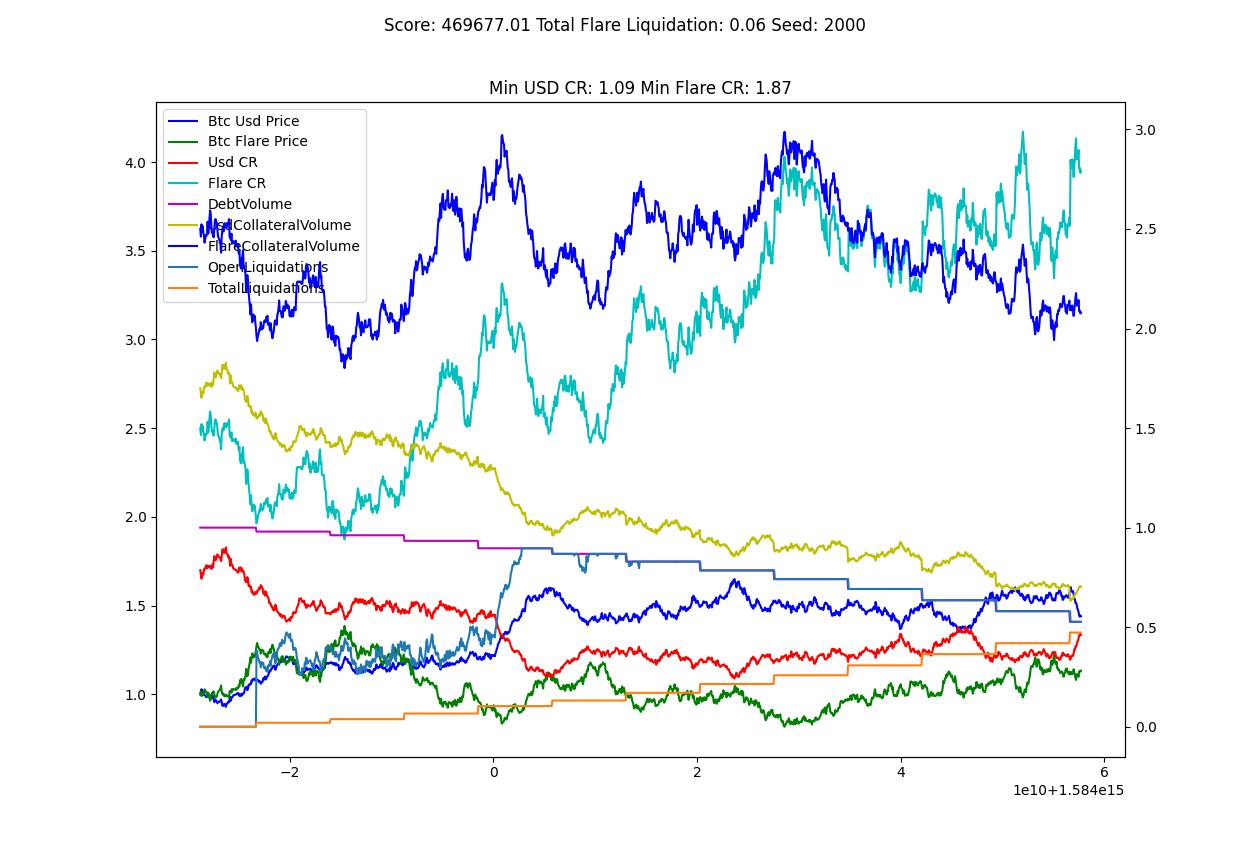 Score: 469677.01 Total Flare Liquidation: 0.06 Seed: 2000
Min USD CR: 1.09 Min Flare CR: 1.87
Btc Usd Price
Btc Flare Price
Usd CR
Flare CR
DebtVolume
UsdCollateralVolume
FlareCollateralVolume
OpenLiquidations
TotalLiquidations
4.0
3.5
3.0
2.5
2.0
1.5
1.0
3.0
2.5
2.0
1.5
1.0
0.5
0.0
−2
0
2
4
6
1e10+1.584e15